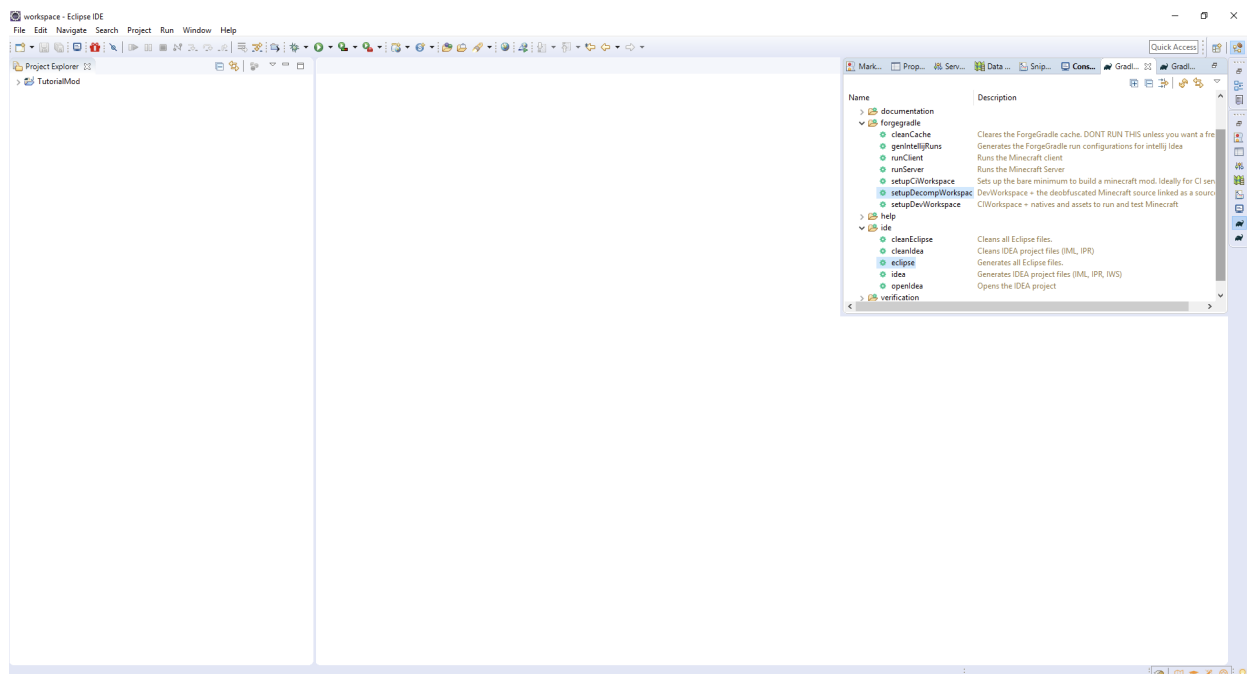 workspace - Eclipse IDE
File Edit Navigate Search Project Run Window Help
Quick Access
Project Explorer
TutorialMod
Mark... Prop... Serv... Data ... Snip... Cons... Gradl... Gradl...
Name Description
documentation
forgegradle
cleanCache Cleares the ForgeGradle cache. DONT RUN THIS unless you want a fre
genIntellijRuns Generates the ForgeGradle run configurations for intellij Idea
runClient Runs the Minecraft client
runServer Runs the Minecraft Server
setupCiWorkspace Sets up the bare minimum to build a minecraft mod. Ideally for CI ser
setupDecompWorkspac DevWorkspace + the deobfuscated Minecraft source linked as a sourc
setupDevWorkspace CIWorkspace + natives and assets to run and test Minecraft
help
ide
cleanEclipse Cleans all Eclipse files.
cleanIdea Cleans IDEA project files (IML, IPR)
eclipse Generates all Eclipse files.
idea Generates IDEA project files (IML, IPR, IWS)
openIdea Opens the IDEA project
verification